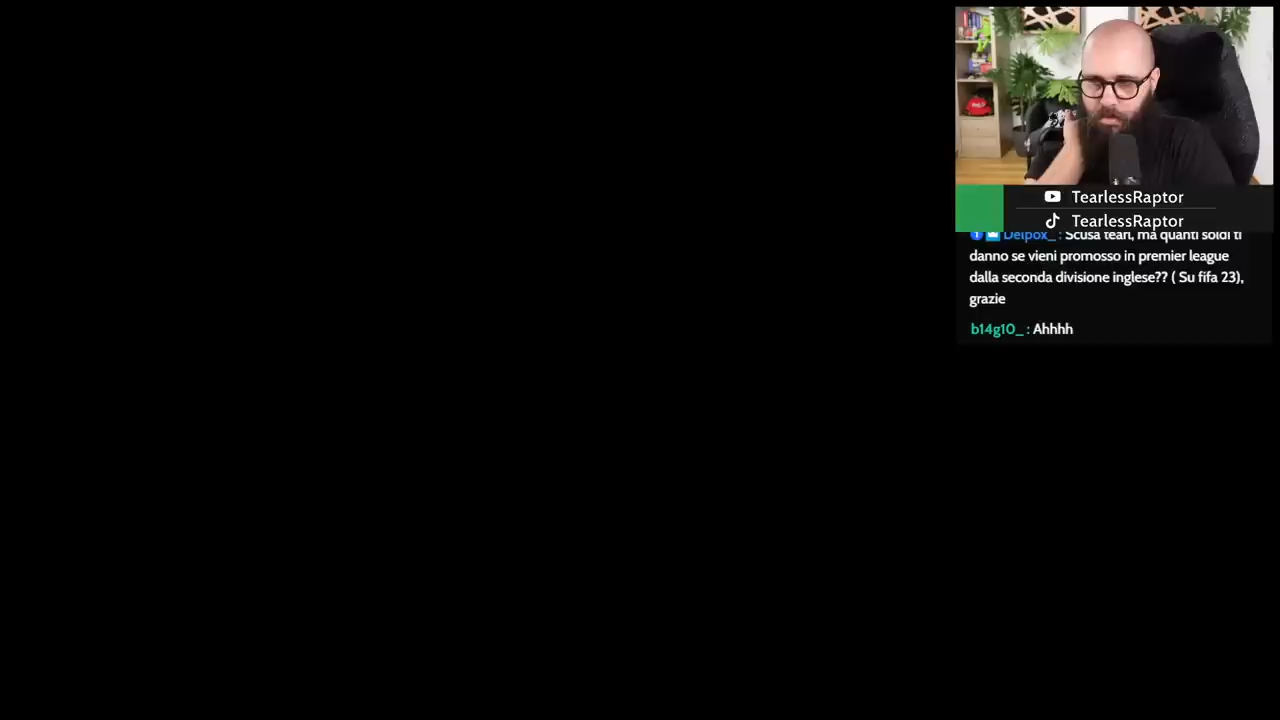 TearlessRaptor
TearlessRaptor
Delpox_ : Scusa tearl, ma quanti soldi ti
danno se vieni promosso in premier league
dalla seconda divisione inglese?? ( Su fifa 23),
grazie
b14g10_ : Ahhhh